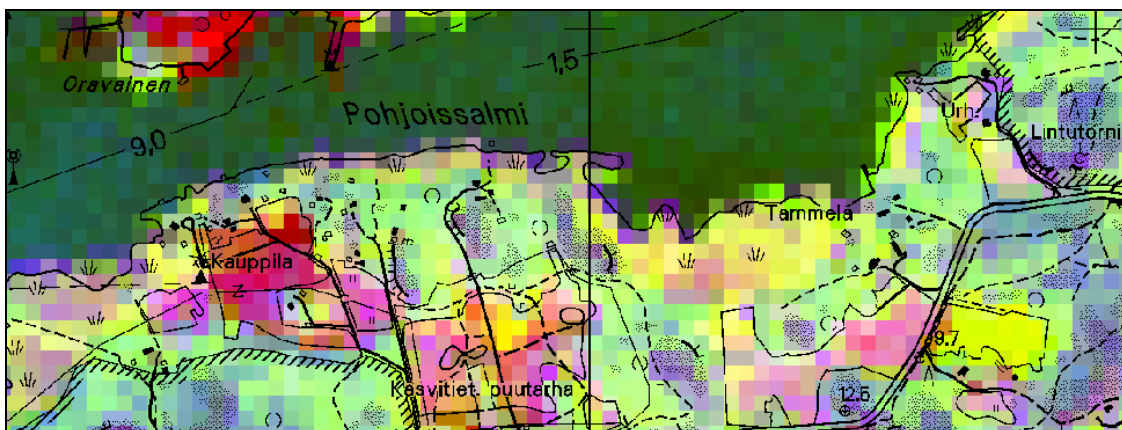 Oravainen
1,5
Pohjoissalmi
9,0
Urh.
Lintutorni
Tammela
Kauppila
9.7
Kasvitiet. puutarha
12.5